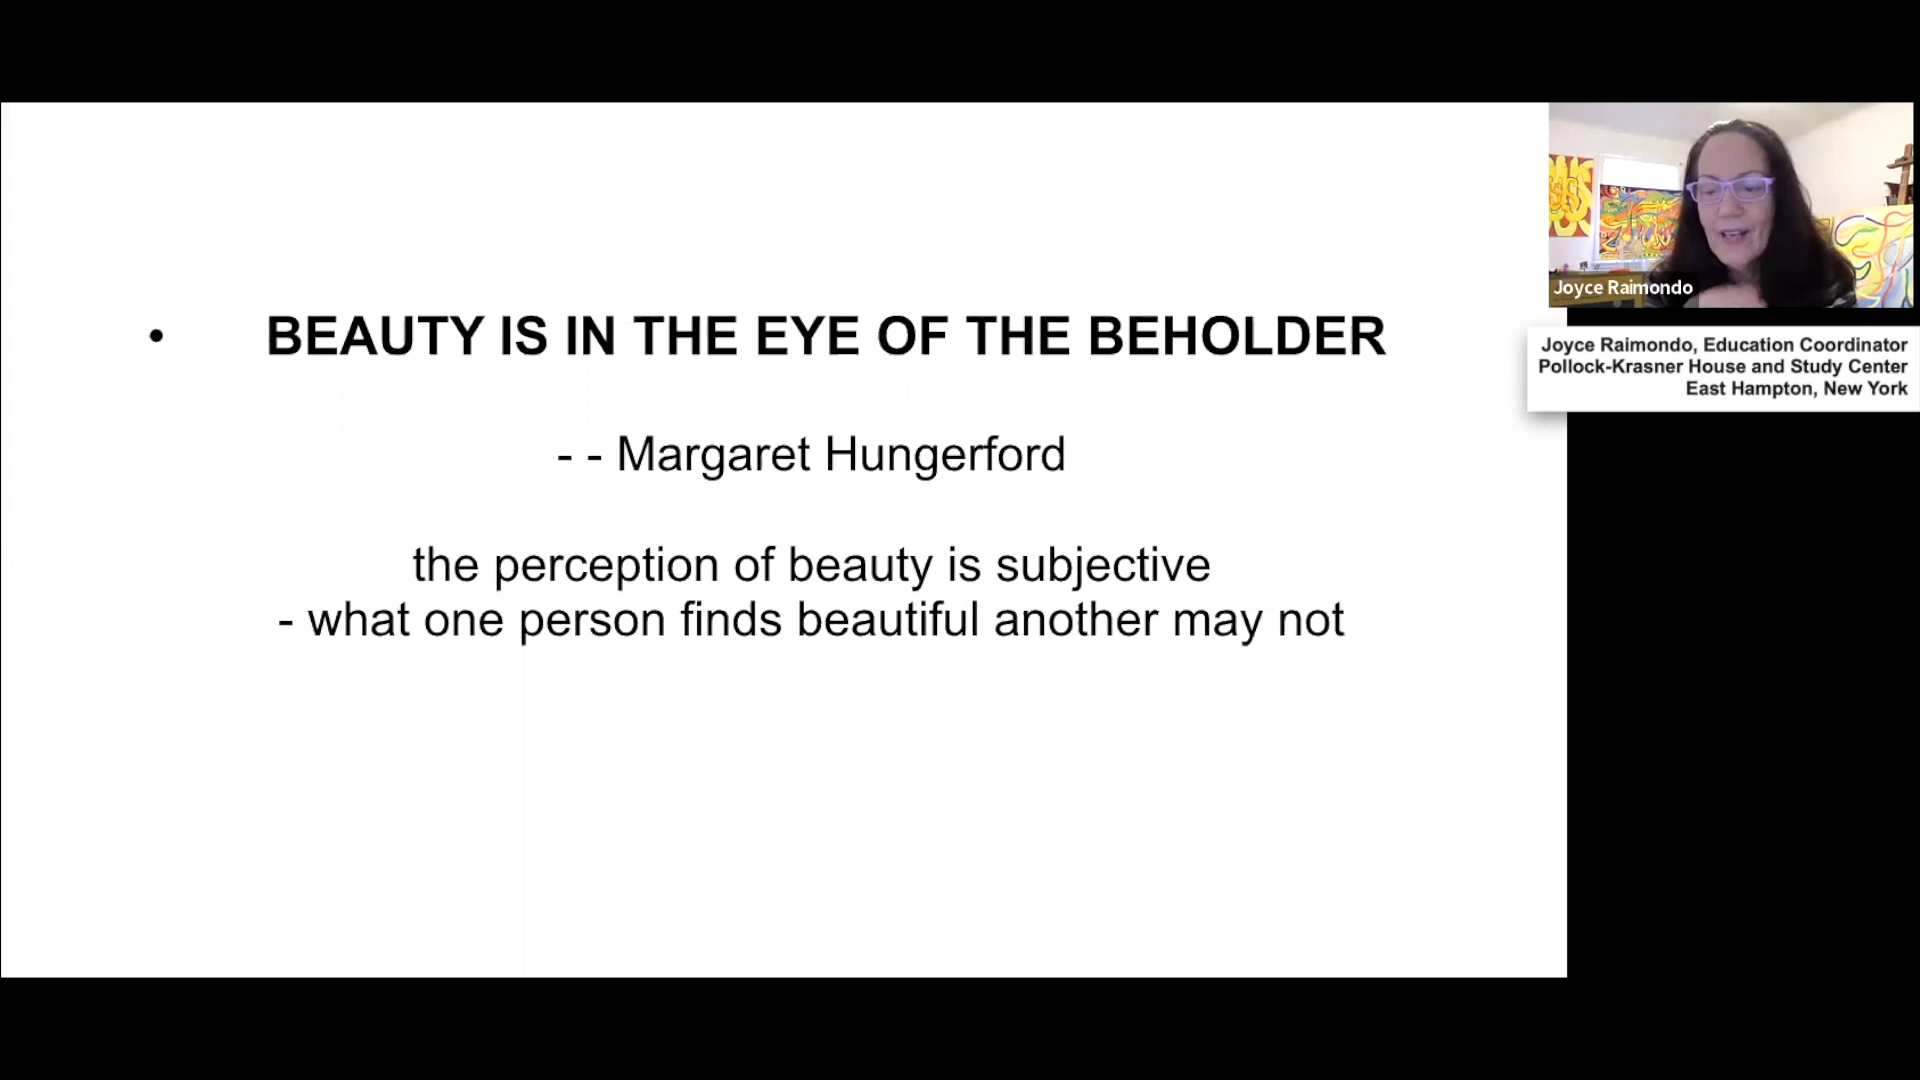 • BEAUTY IS IN THE EYE OF THE BEHOLDER
- - Margaret Hungerford
the perception of beauty is subjective
- what one person finds beautiful another may not
Joyce Raimondo
Joyce Raimondo, Education Coordinator
Pollock-Krasner House and Study Center
East Hampton, New York